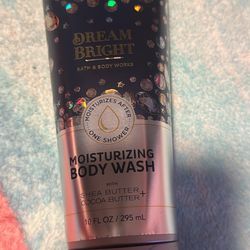 DREAM
BRIGHT
BATH & BODY WORKS
MOISTURIZES AFTER
ONE SHOWER
MOISTURIZING
BODY WASH
WITH
SHEA BUTTER +
COCOA BUTTER
10 FL OZ / 295 mL